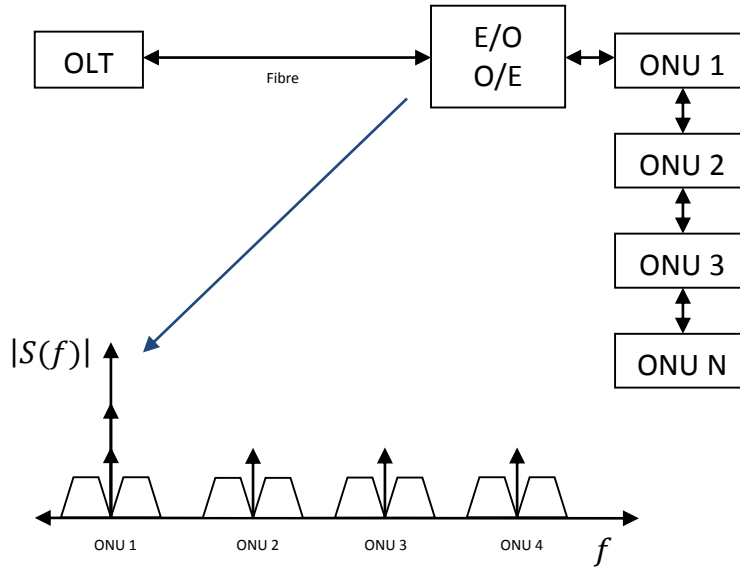 OLT
Fibre
E/O
O/E
ONU 1
ONU 2
ONU 3
ONU N
|S(f)|
ONU 1
ONU 2
ONU 3
ONU 4
f